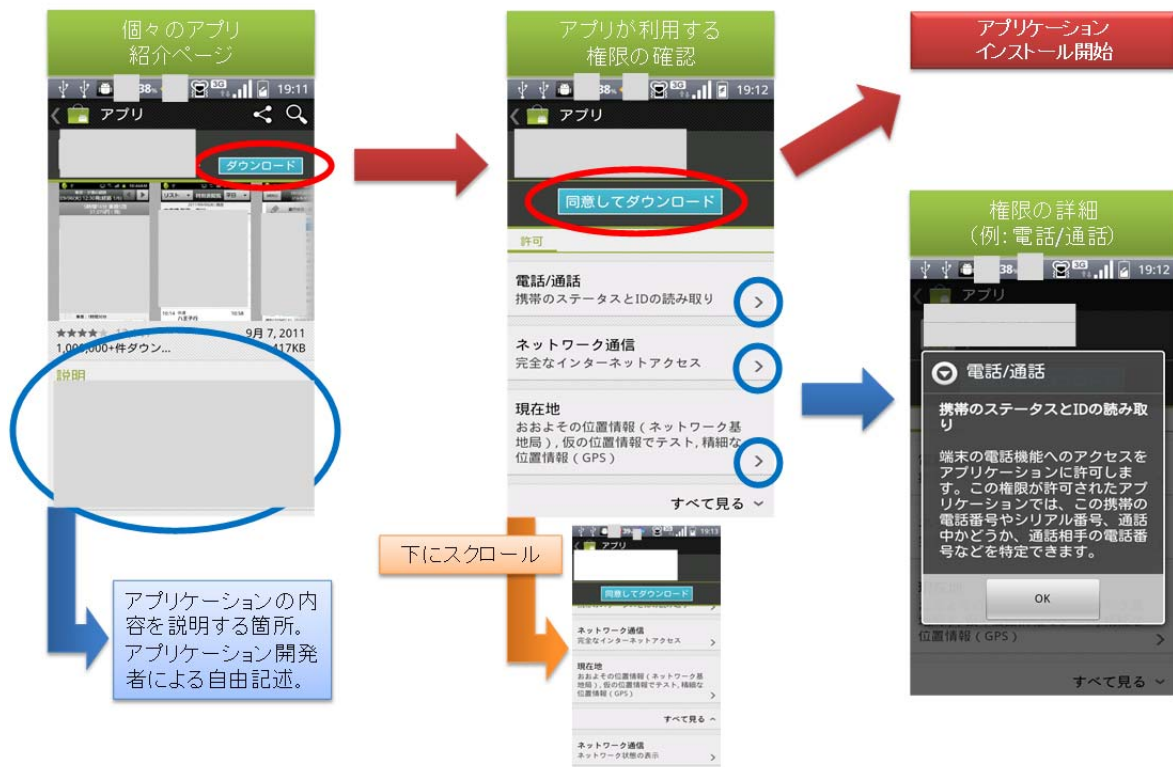 個々のアプリ
紹介ページ
38%
3G
19:11
アプリ
ダウンロード
リスト
平日
★★★★★
9月 7, 2011
1,000,000+件ダウン...
417KB
説明
アプリケーションの内
容を説明する箇所。
アプリケーション開発
者による自由記述。
アプリが利用する
権限の確認
38%
3G
19:12
アプリ
同意してダウンロード
許可
電話/通話
携帯のステータスとIDの読み取り
ネットワーク通信
完全なインターネットアクセス
現在地
おおよその位置情報(ネットワーク基
地局), 仮の位置情報でテスト, 精細な
位置情報(GPS)
すべて見る
下にスクロール
19:13
アプリ
同意してダウンロード
ネットワーク通信
完全なインターネットアクセス
現在地
おおよその位置情報(ネットワーク基
地局), 仮の位置情報でテスト, 精細な
位置情報(GPS)
すべて見る
ネットワーク通信
ネットワーク状態の表示
アプリケーション
インストール開始
権限の詳細
(例:電話/通話)
38%
3G
19:12
アプリ
電話/通話
携帯のステータスとIDの読み取
り
端末の電話機能へのアクセスを
アプリケーションに許可しま
す。この権限が許可されたアプ
リケーションでは、この携帯の
電話番号やシリアル番号、通話
中かどうか、通話相手の電話番
号などを特定できます。
OK
位置情報(GPS)
すべて見る